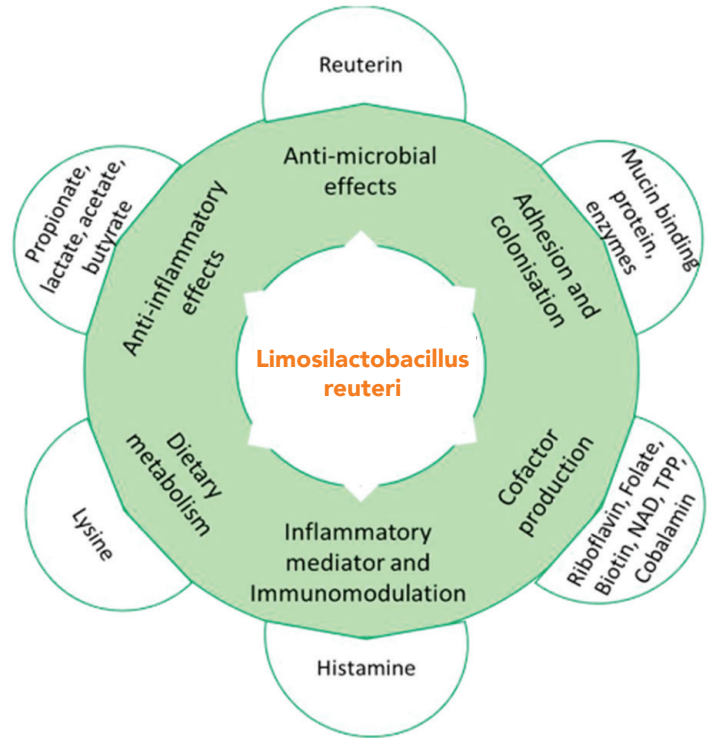 Reuterin
Anti-microbial
effects
Mucin binding
protein,
enzymes
Adhesion and
colonisation
Riboflavin, Folate,
Biotin, NAD, TPP,
Cobalamin
Cofactor
production
Histamine
Inflammatory
mediator and
Immunomodulation
Lysine
Dietary
metabolism
Propionate,
lactate, acetate,
butyrate
Anti-inflammatory
effects
Limosilactobacillus
reuteri